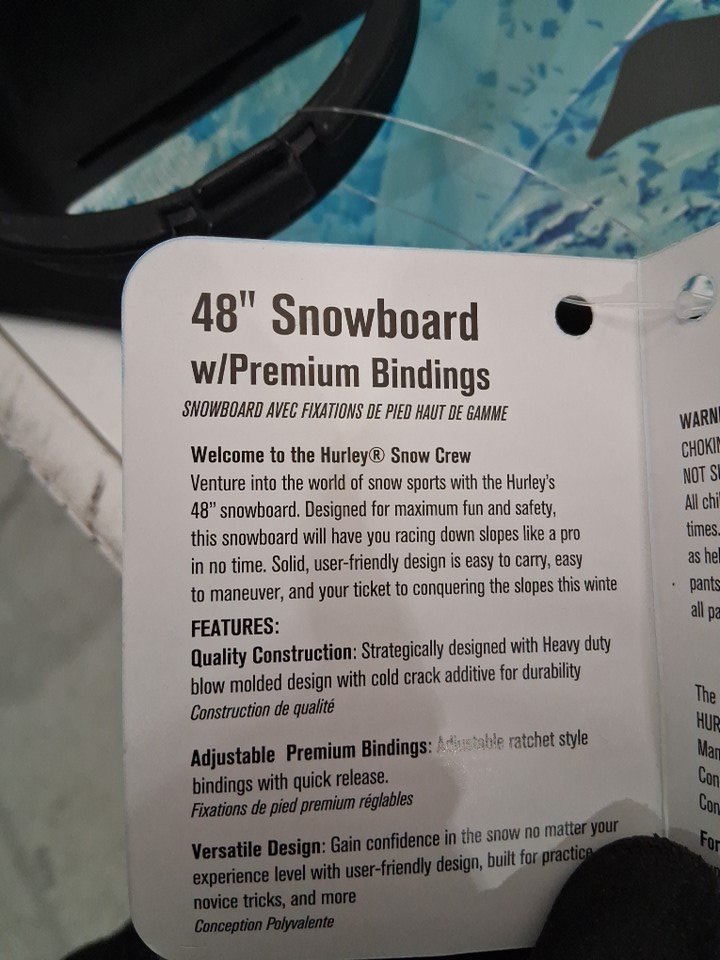 48" Snowboard
w/Premium Bindings
SNOWBOARD AVEC FIXATIONS DE PIED HAUT DE GAMME
Welcome to the Hurley® Snow Crew
Venture into the world of snow sports with the Hurley's
48” snowboard. Designed for maximum fun and safety,
this snowboard will have you racing down slopes like a pro
in no time. Solid, user-friendly design is easy to carry, easy
to maneuver, and your ticket to conquering the slopes this winte
FEATURES:
Quality Construction: Strategically designed with Heavy duty
blow molded design with cold crack additive for durability
Construction de qualité
Adjustable Premium Bindings: Adjustable ratchet style
bindings with quick release.
Fixations de pied premium réglables
Versatile Design: Gain confidence in the snow no matter your
experience level with user-friendly design, built for practice
novice tricks, and more
Conception Polyvalente
WARN
CHOKIN
NOT S
All chi
times.
as hel
pants
all pa
The
HUR
Man
Con
Con
For